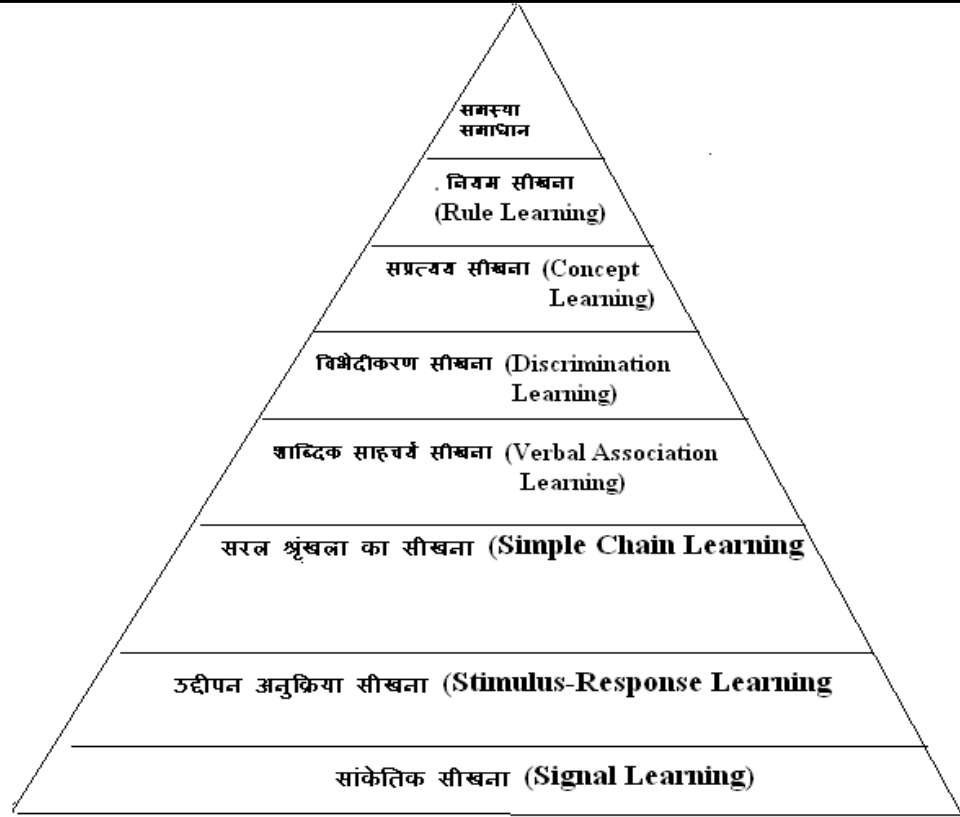 समस्या
समाधान
. नियम सीखना
(Rule Learning)
सप्रत्यय सीखना (Concept
Learning)
विभेदीकरण सीखना (Discrimination
Learning)
शाब्दिक साहचर्य सीखना (Verbal Association
Learning)
सरल श्रृंखला का सीखना (Simple Chain Learning
उद्दीपन अनुक्रिया सीखना (Stimulus-Response Learning
सांकेतिक सीखना (Signal Learning)